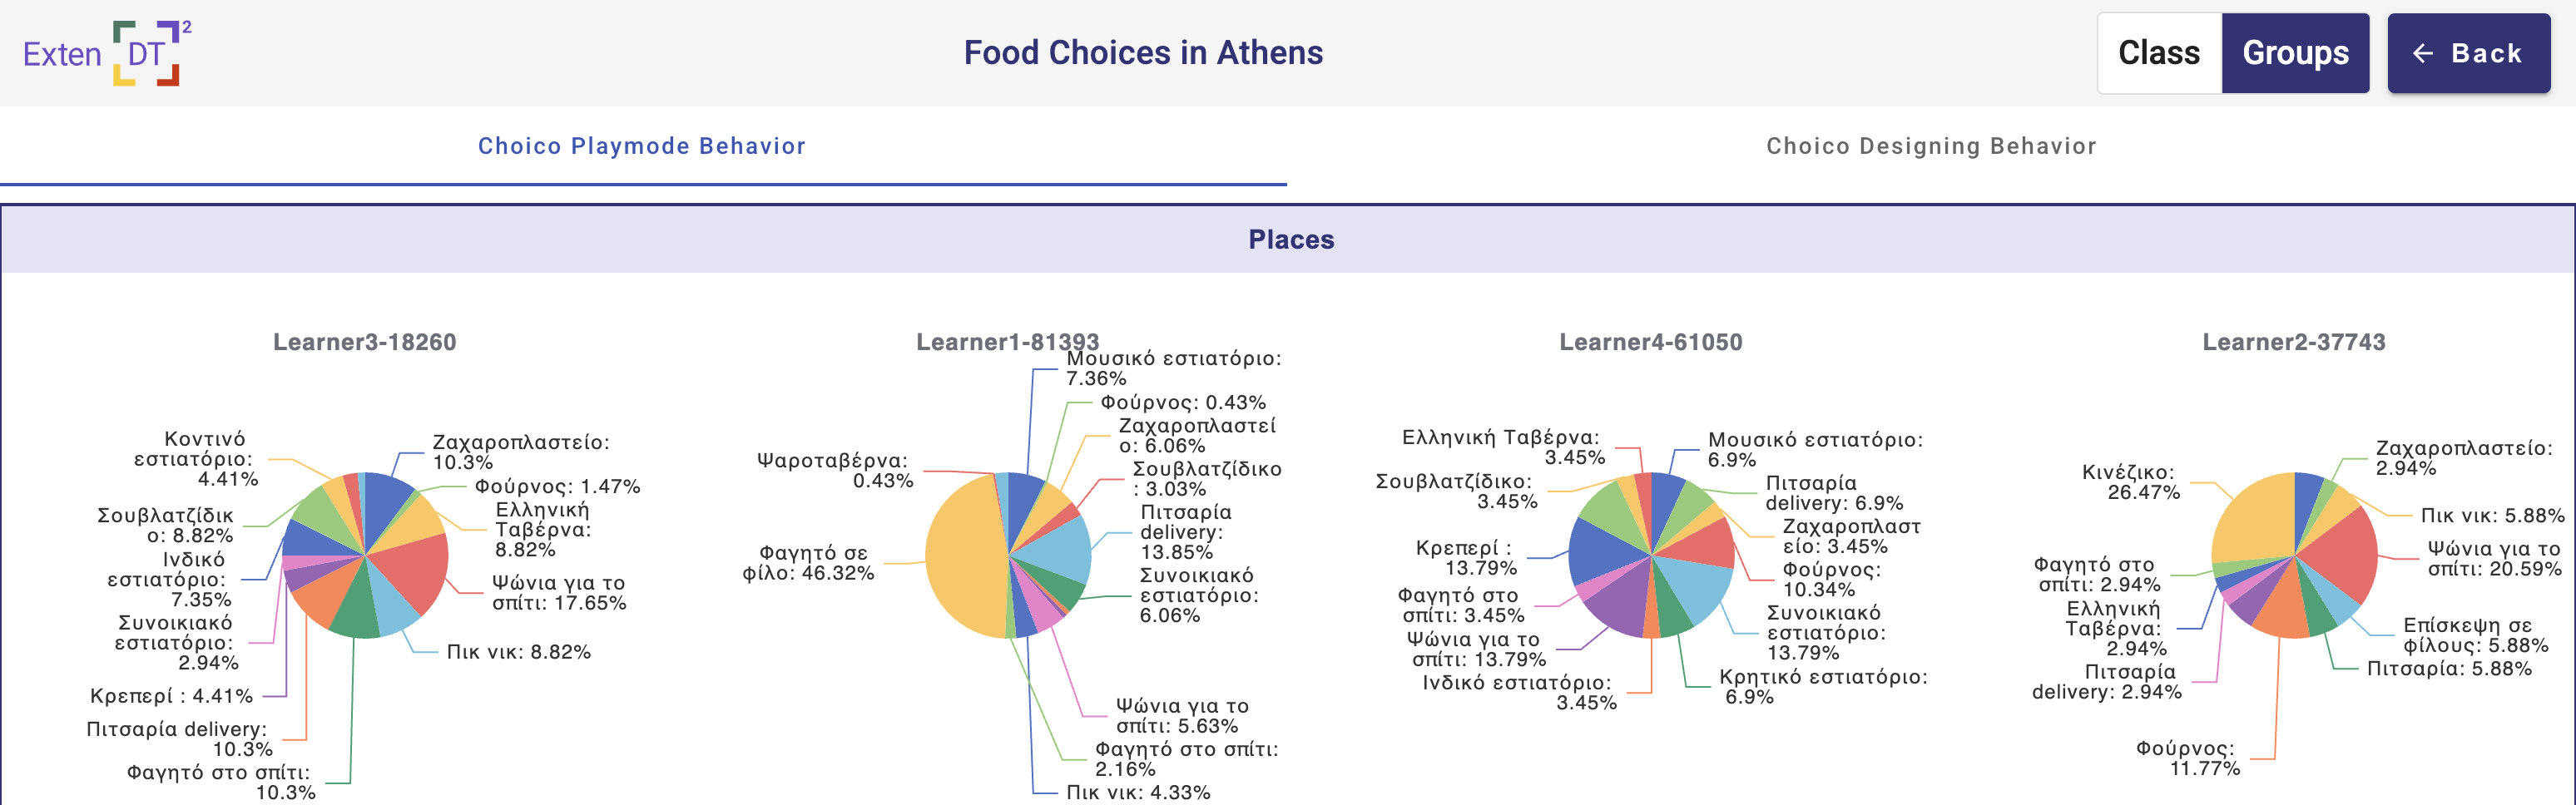 Exten DT 2
Food Choices in Athens
Class
Groups
← Back
Choico Playmode Behavior
Choico Designing Behavior
Places
Learner3-18260
Κοντινό
εστιατόριο:
4.41%
Ζαχαροπλαστείο:
10.3%
Φούρνος: 1.47%
Ελληνική
Ταβέρνα:
8.82%
Σουβλατζίδικ
ο: 8.82%
Ινδικό
εστιατόριο:
7.35%
Ψώνια για το
σπίτι: 17.65%
Συνοικιακό
εστιατόριο:
2.94%
Πικ νικ: 8.82%
Κρεπερί : 4.41%
Πιτσαρία delivery:
10.3%
Φαγητό στο σπίτι:
10.3%
Learner1-81393
Μουσικό εστιατόριο:
7.36%
Φούρνος: 0.43%
Ζαχαροπλαστεί
ο: 6.06%
Ψαροταβέρνα:
0.43%
Σουβλατζίδικο
: 3.03%
Πιτσαρία
delivery:
13.85%
Φαγητό σε
φίλο: 46.32%
Συνοικιακό
εστιατόριο:
6.06%
Ψώνια για το
σπίτι: 5.63%
Φαγητό στο σπίτι:
2.16%
Πικ νικ: 4.33%
Learner4-61050
Ελληνική Ταβέρνα:
3.45%
Μουσικό εστιατόριο:
6.9%
Σουβλατζίδικο:
3.45%
Πιτσαρία
delivery: 6.9%
Ζαχαροπλαστ
είο: 3.45%
Κρεπερί :
13.79%
Φούρνος:
10.34%
Φαγητό στο
σπίτι: 3.45%
Συνοικιακό
εστιατόριο:
13.79%
Ψώνια για το
σπίτι: 13.79%
Ινδικό εστιατόριο:
3.45%
Κρητικό εστιατόριο:
6.9%
Learner2-37743
Ζαχαροπλαστείο:
2.94%
Κινέζικο:
26.47%
Πικ νικ: 5.88%
Ψώνια για το
σπίτι: 20.59%
Φαγητό στο
σπίτι: 2.94%
Ελληνική
Ταβέρνα:
2.94%
Επίσκεψη σε
φίλους: 5.88%
Πιτσαρία: 5.88%
Πιτσαρία
delivery: 2.94%
Φούρνος:
11.77%